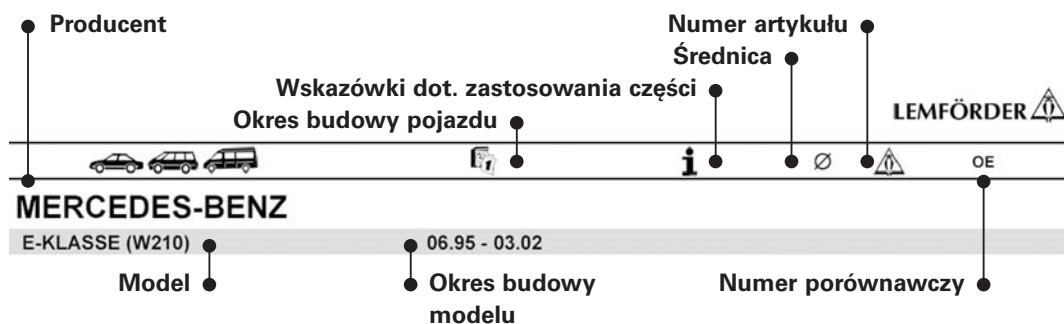 Producent
Numer artykułu
Średnica
Wskazówki dot. zastosowania części
Okres budowy pojazdu
LEMFÖRDER
1
i
Ø
OE
MERCEDES-BENZ
E-KLASSE (W210)
06.95 - 03.02
Model
Okres budowy
modelu
Numer porównawczy